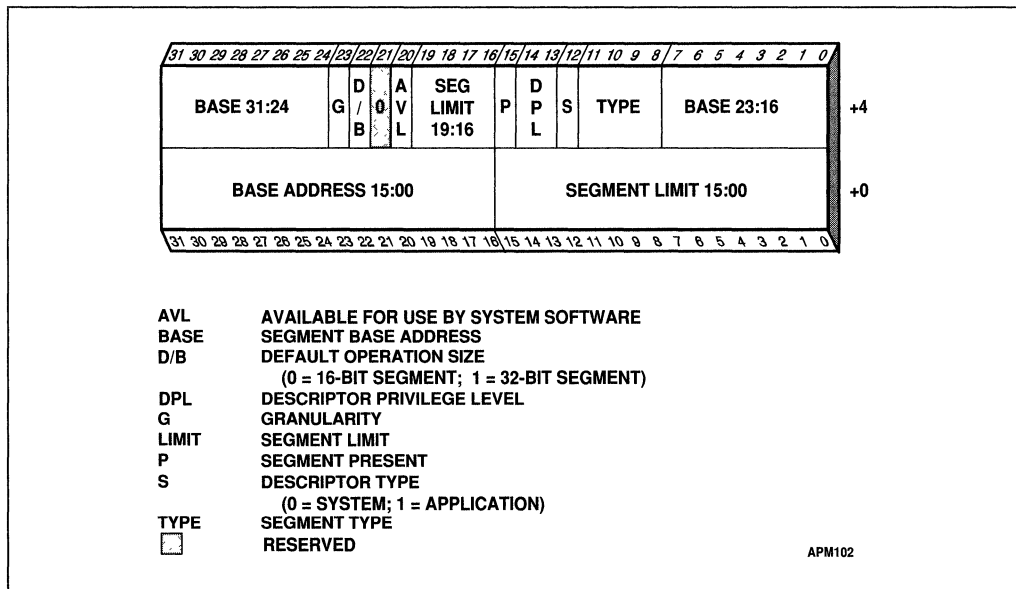 31 30 29 28 27 26 25 24 23 22 21 20 19 18 17 16 15 14 13 12 11 10 9 8 7 6 5 4 3 2 1 0
BASE 31:24 G D/B 0 AVL SEG LIMIT 19:16 P DPL S TYPE BASE 23:16 +4
BASE ADDRESS 15:00 SEGMENT LIMIT 15:00 +0
31 30 29 28 27 26 25 24 23 22 21 20 19 18 17 16 15 14 13 12 11 10 9 8 7 6 5 4 3 2 1 0
AVL AVAILABLE FOR USE BY SYSTEM SOFTWARE
BASE SEGMENT BASE ADDRESS
D/B DEFAULT OPERATION SIZE
(0 = 16-BIT SEGMENT; 1 = 32-BIT SEGMENT)
DPL DESCRIPTOR PRIVILEGE LEVEL
G GRANULARITY
LIMIT SEGMENT LIMIT
P SEGMENT PRESENT
S DESCRIPTOR TYPE
(0 = SYSTEM; 1 = APPLICATION)
TYPE SEGMENT TYPE
RESERVED
APM102